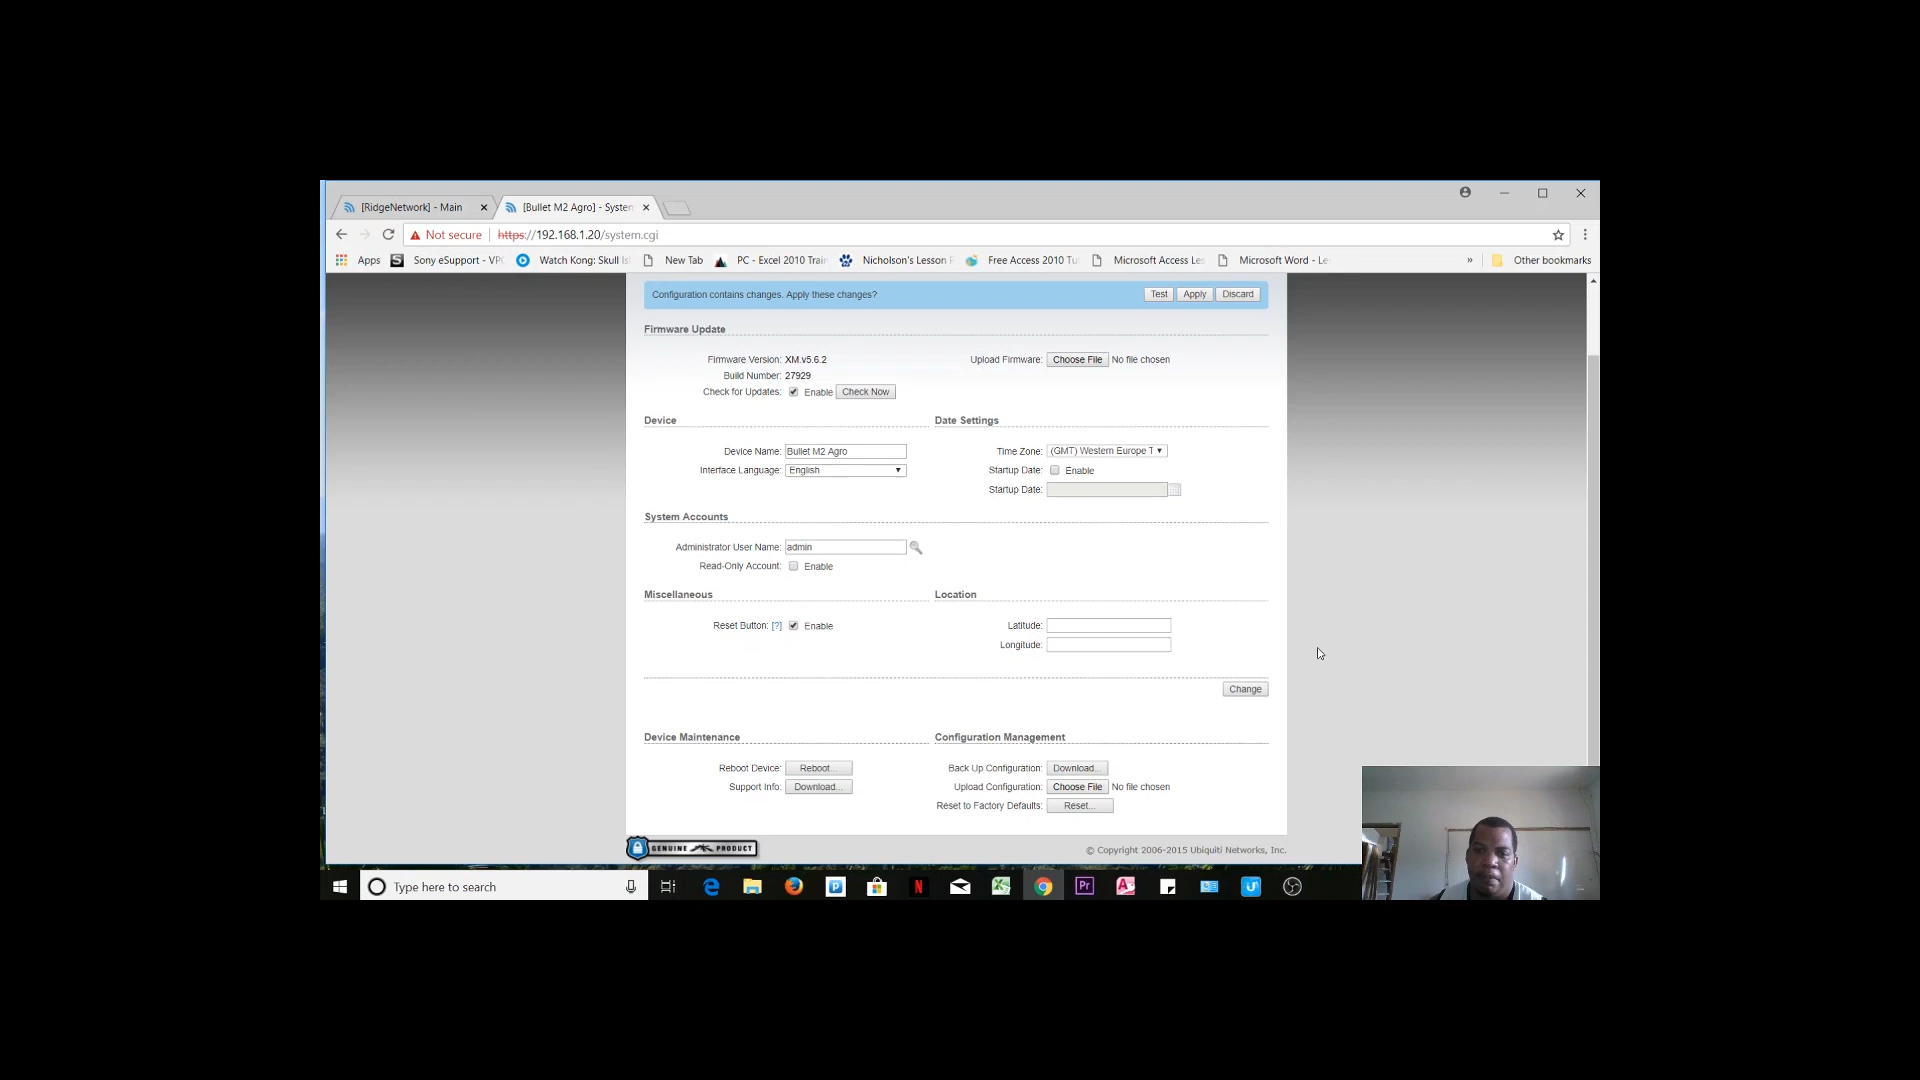 [RidgeNetwork] - Main
[Bullet M2 Agro] - System
Not secure https://192.168.1.20/system.cgi
Apps Sony eSupport - VPC Watch Kong: Skull Is New Tab PC - Excel 2010 Train Nicholson's Lesson P Free Access 2010 Tu Microsoft Access Les Microsoft Word - Le » Other bookmarks
Configuration contains changes. Apply these changes? Test Apply Discard
Firmware Update
Firmware Version: XM.v5.6.2 Upload Firmware: Choose File No file chosen
Build Number: 27929
Check for Updates: Enable Check Now
Device Date Settings
Device Name: Bullet M2 Agro Time Zone: (GMT) Western Europe T
Interface Language: English Startup Date: Enable
Startup Date:
System Accounts
Administrator User Name: admin
Read-Only Account: Enable
Miscellaneous Location
Reset Button: [?] Enable Latitude:
Longitude:
Change
Device Maintenance Configuration Management
Reboot Device: Reboot... Back Up Configuration: Download...
Support Info: Download... Upload Configuration: Choose File No file chosen
Reset to Factory Defaults: Reset...
GENUINE PRODUCT © Copyright 2006-2015 Ubiquiti Networks, Inc.
Type here to search